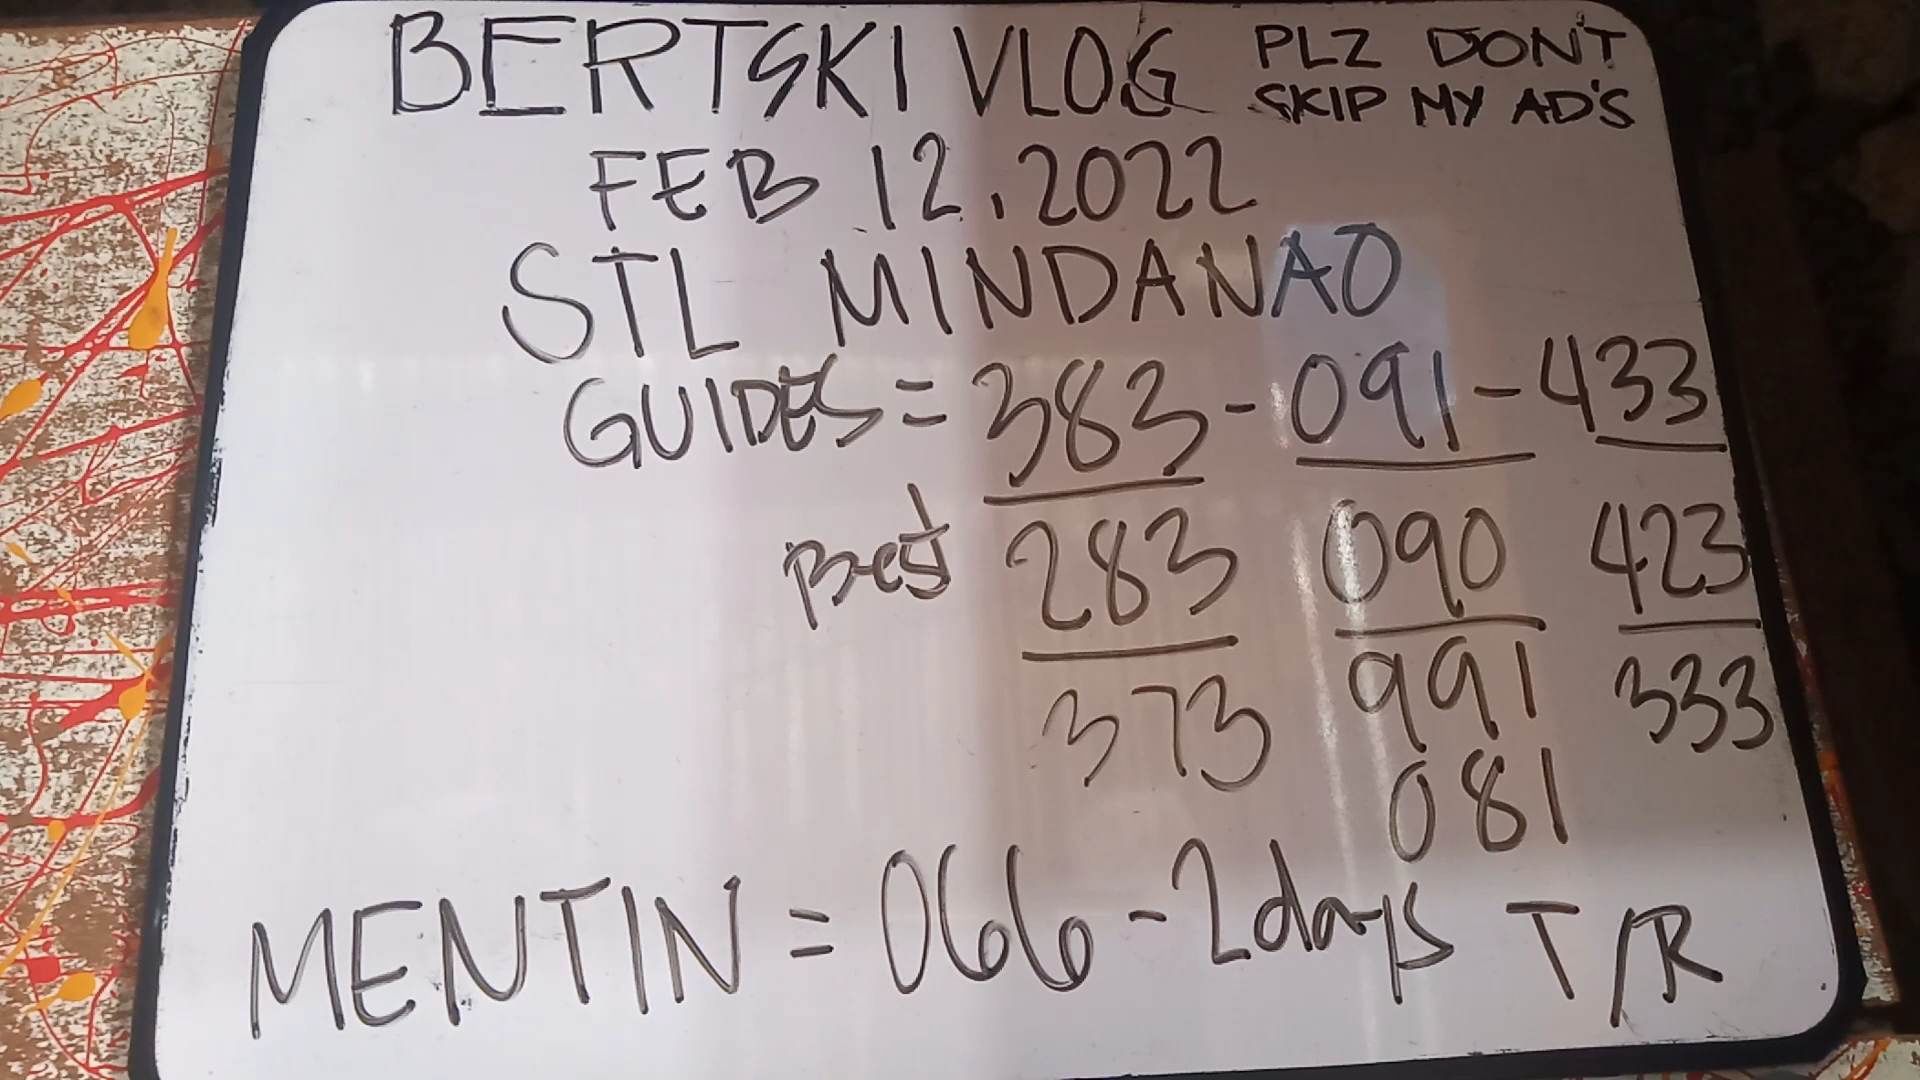 BERTSKI VLOG PLZ DON'T
SKIP MY AD'S
FEB 12.2022
STL MINDANAO
GUIDES = 383 - 091 - 433
Best 283 090 423
373 991 333
081
MENTIN = 066 - 2days T/R